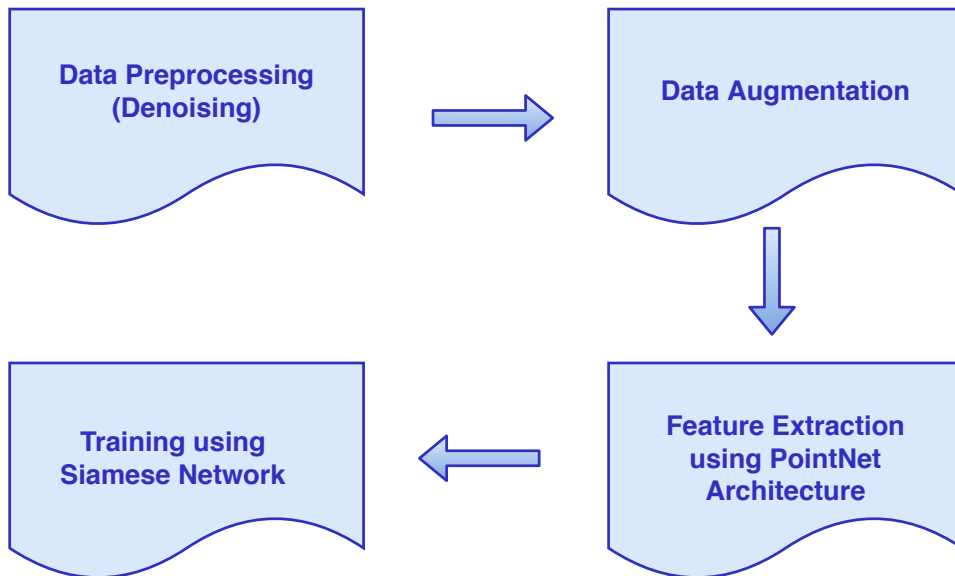 Data Preprocessing
(Denoising)
Data Augmentation
Feature Extraction
using PointNet
Architecture
Training using
Siamese Network